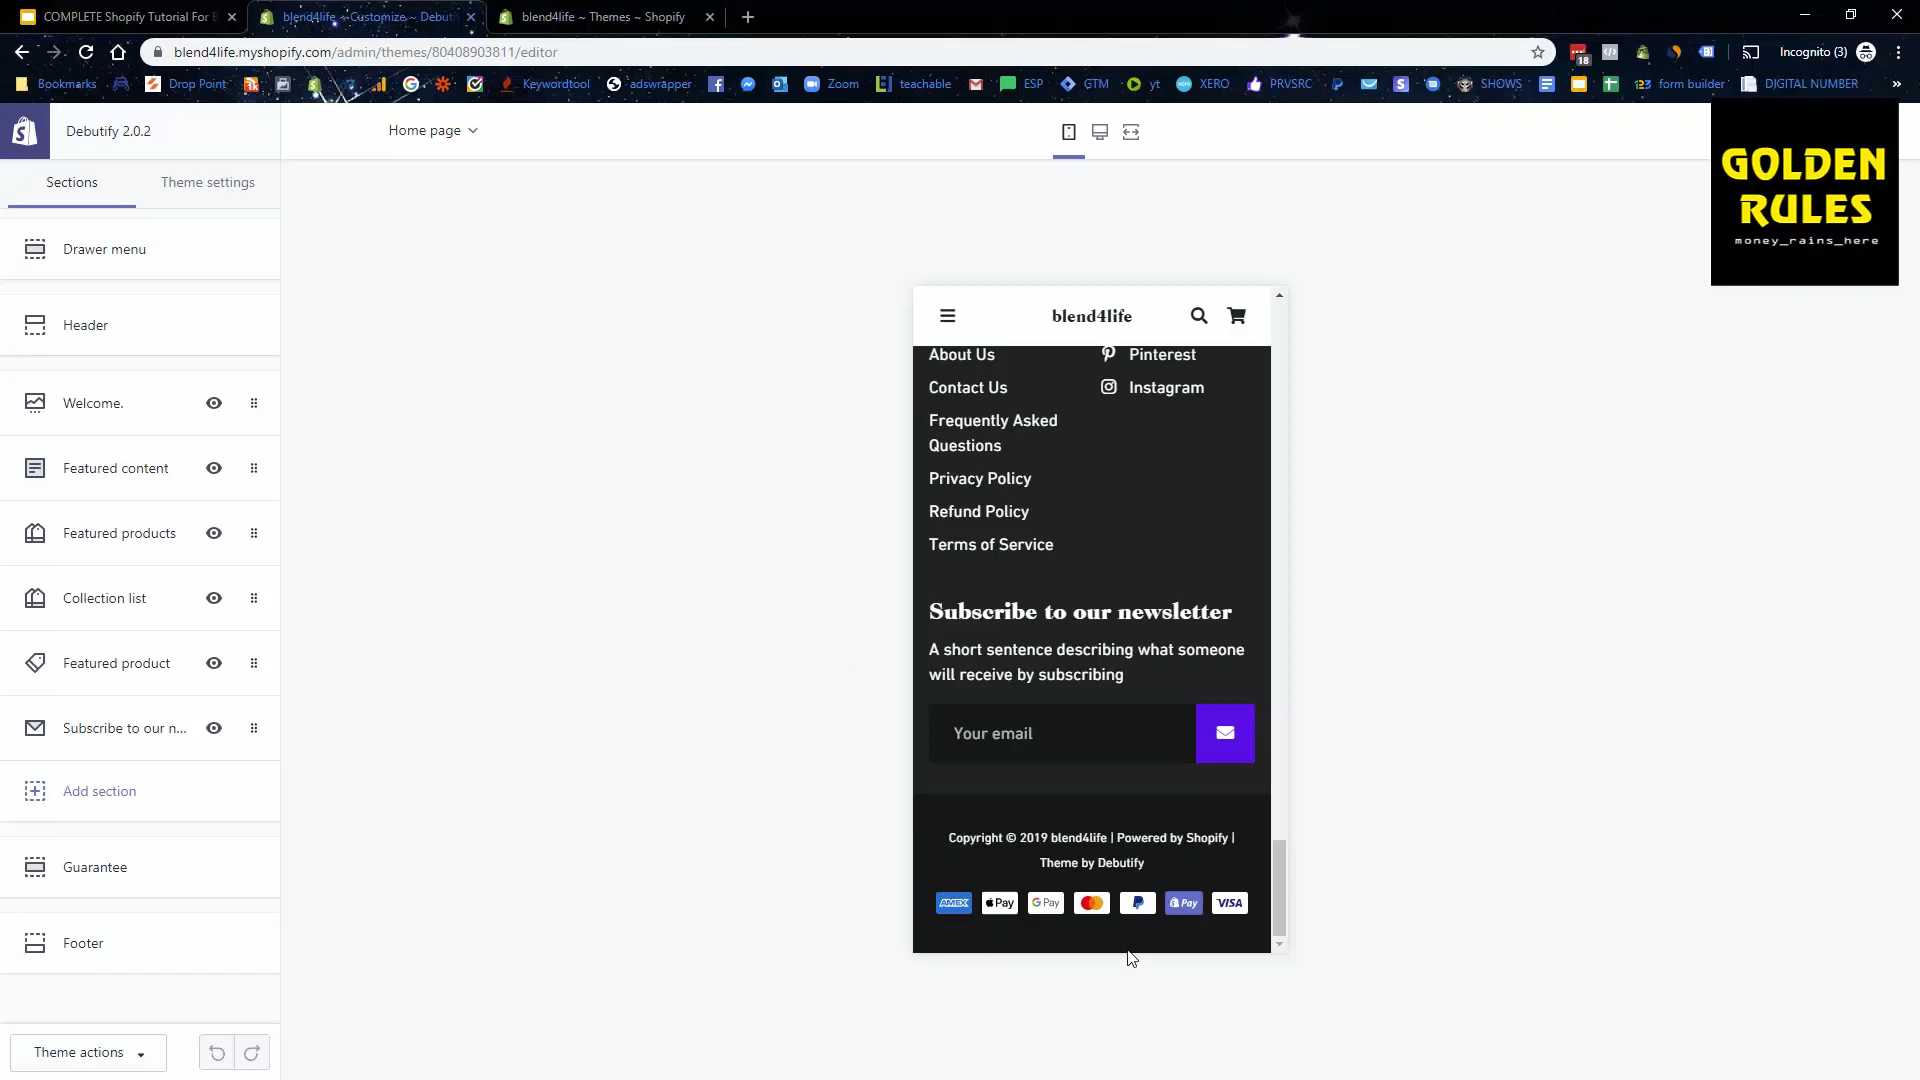 COMPLETE Shopify Tutorial For B
blend4life ~ Customize ~ Debuti
blend4life ~ Themes ~ Shopify
blend4life.myshopify.com/admin/themes/80408903811/editor
18
Incognito (3)
Bookmarks
Drop Point
Keywordtool
adswrapper
Zoom
teachable
ESP
GTM
yt
XERO
PRVSRC
SHOWS
123 form builder
DIGITAL NUMBER
»
Debutify 2.0.2
Home page
GOLDEN
RULES
money_rains_here
Sections
Theme settings
Drawer menu
Header
Welcome.
Featured content
Featured products
Collection list
Featured product
Subscribe to our n...
Add section
Guarantee
Footer
Theme actions
blend4life
About Us
Pinterest
Contact Us
Instagram
Frequently Asked
Questions
Privacy Policy
Refund Policy
Terms of Service
Subscribe to our newsletter
A short sentence describing what someone
will receive by subscribing
Your email
Copyright © 2019 blend4life | Powered by Shopify |
Theme by Debutify
AMEX
Pay
G Pay
Pay
VISA